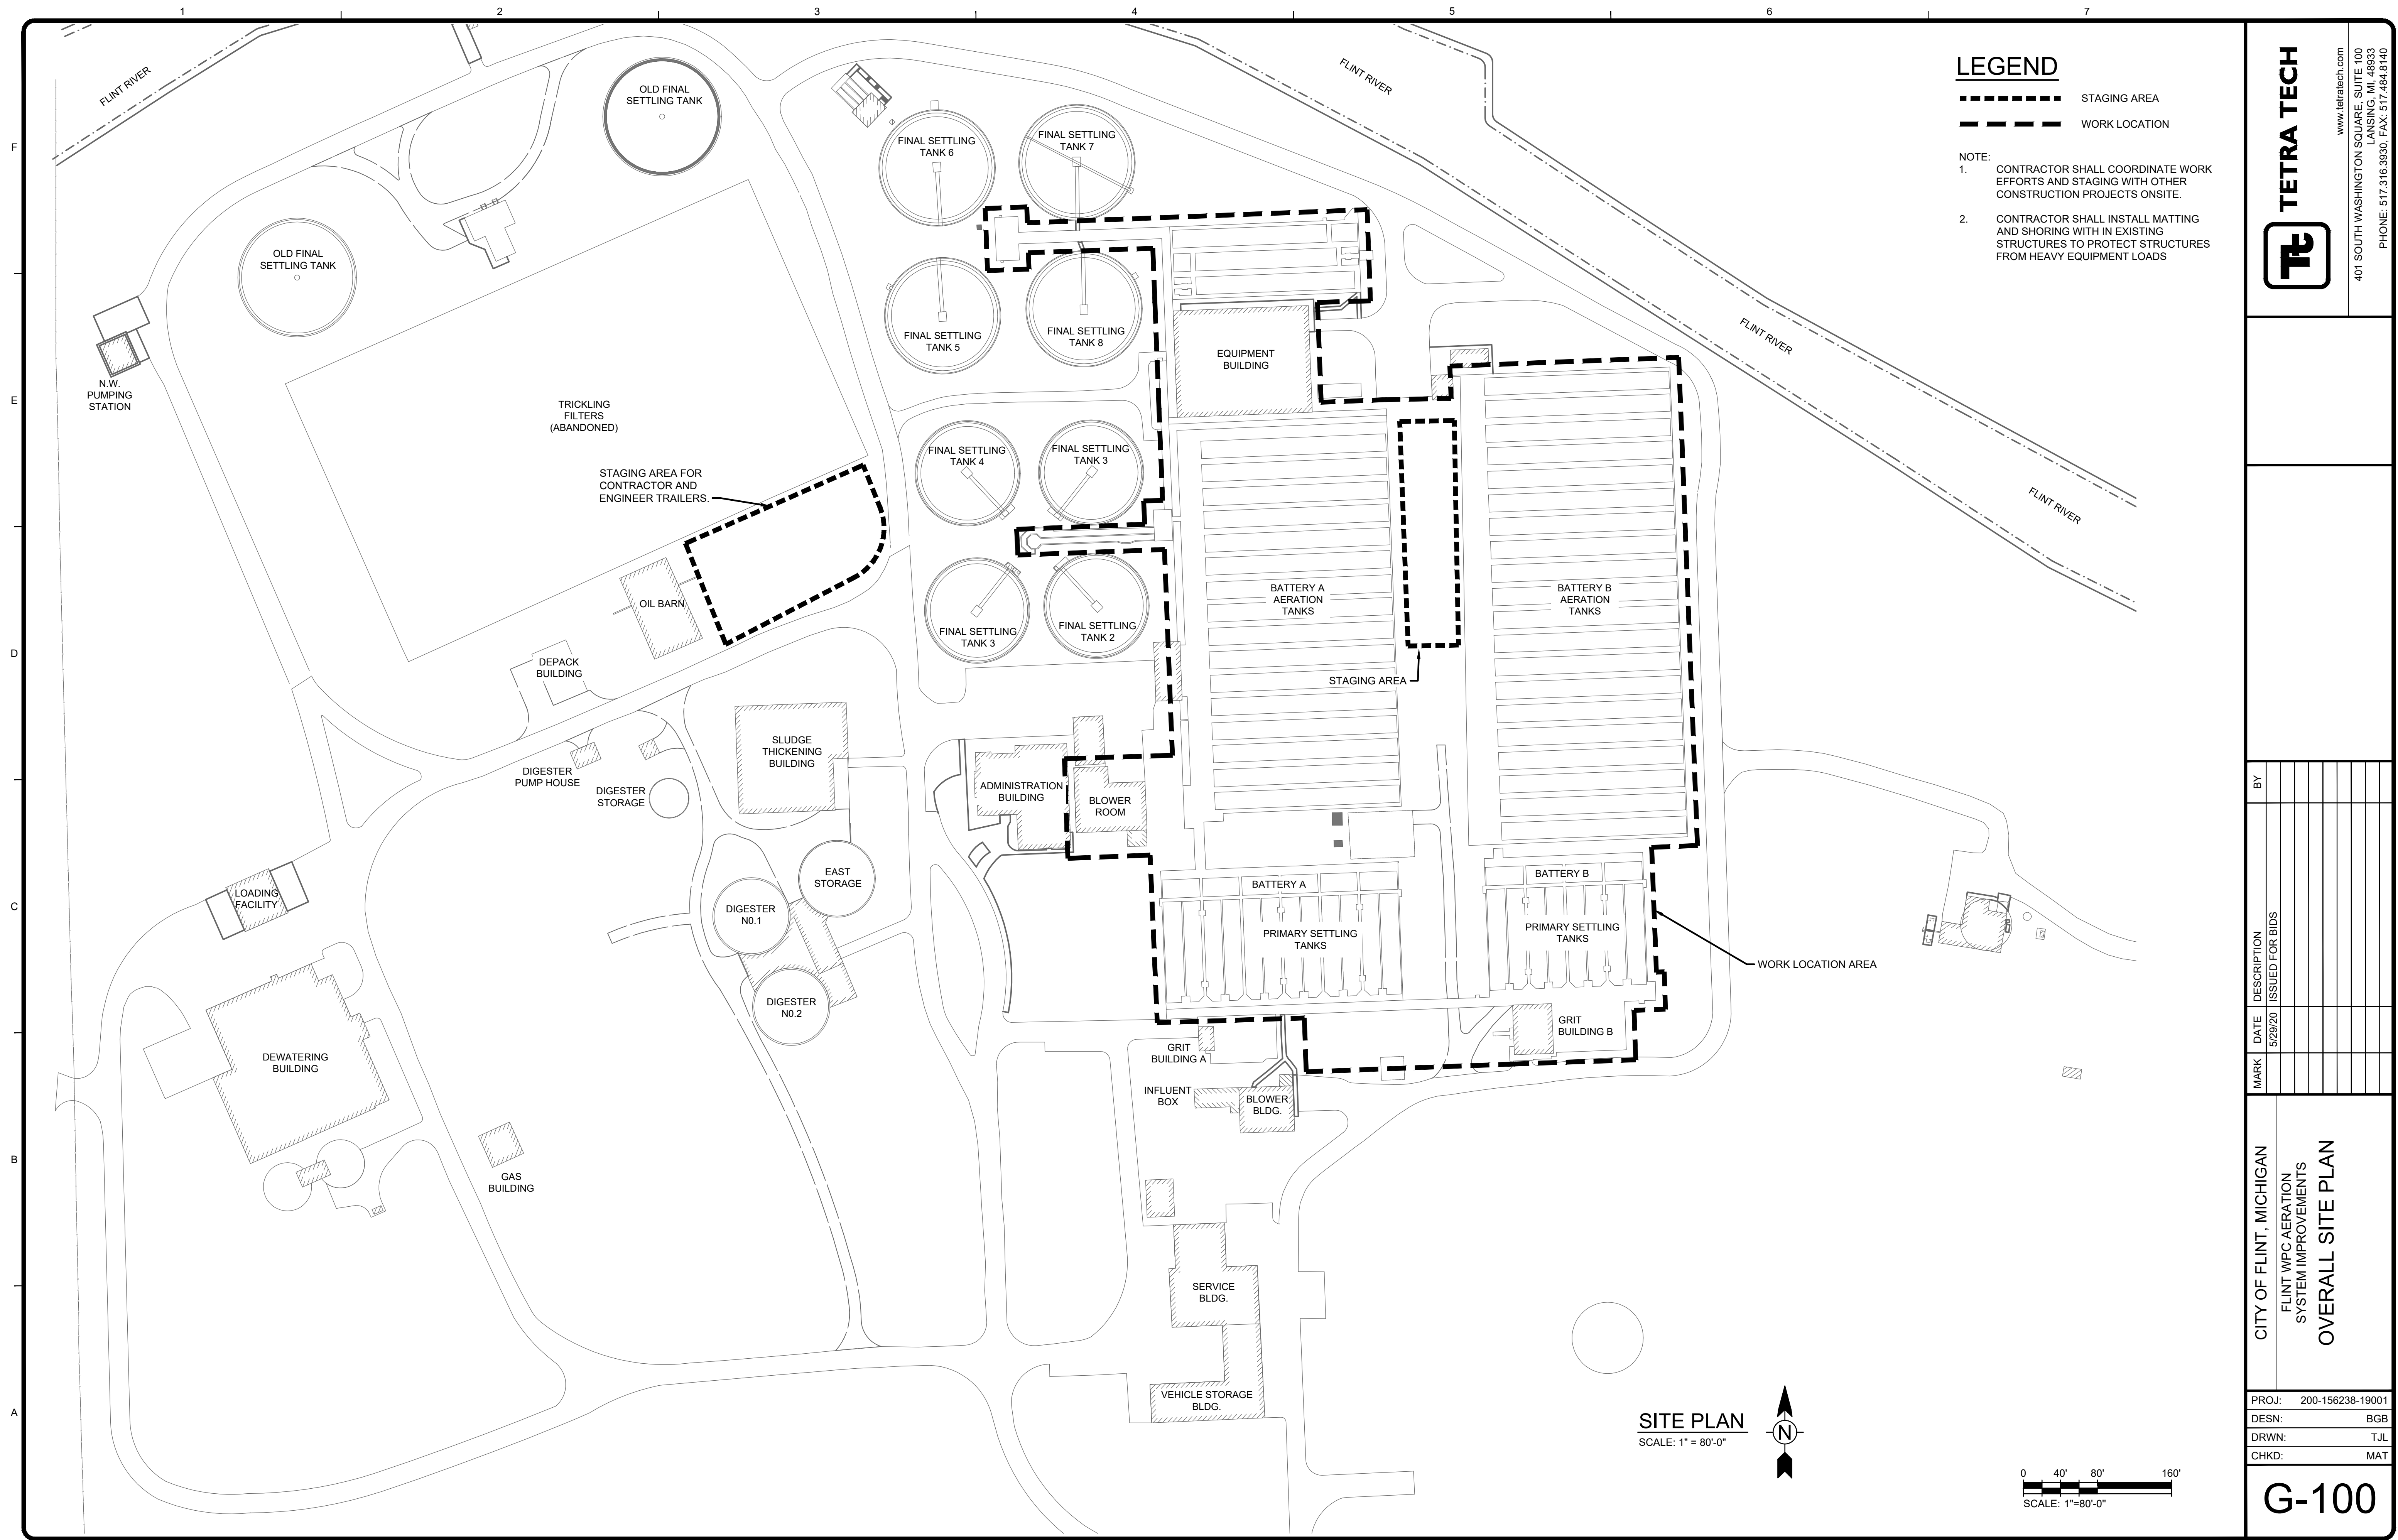 1
2
3
4
5
6
7
F
E
D
C
B
A
FLINT RIVER
FLINT RIVER
FLINT RIVER
FLINT RIVER
OLD FINAL
SETTLING TANK
OLD FINAL
SETTLING TANK
N.W.
PUMPING
STATION
TRICKLING
FILTERS
(ABANDONED)
STAGING AREA FOR
CONTRACTOR AND
ENGINEER TRAILERS.
OIL BARN
DEPACK
BUILDING
DIGESTER
PUMP HOUSE
DIGESTER
STORAGE
SLUDGE
THICKENING
BUILDING
EAST
STORAGE
DIGESTER
N0.1
DIGESTER
N0.2
LOADING
FACILITY
DEWATERING
BUILDING
GAS
BUILDING
FINAL SETTLING
TANK 6
FINAL SETTLING
TANK 7
FINAL SETTLING
TANK 5
FINAL SETTLING
TANK 8
FINAL SETTLING
TANK 4
FINAL SETTLING
TANK 3
FINAL SETTLING
TANK 3
FINAL SETTLING
TANK 2
EQUIPMENT
BUILDING
BATTERY A
AERATION
TANKS
BATTERY B
AERATION
TANKS
STAGING AREA
ADMINISTRATION
BUILDING
BLOWER
ROOM
BATTERY A
PRIMARY SETTLING
TANKS
BATTERY B
PRIMARY SETTLING
TANKS
WORK LOCATION AREA
GRIT
BUILDING A
GRIT
BUILDING B
INFLUENT
BOX
BLOWER
BLDG.
SERVICE
BLDG.
VEHICLE STORAGE
BLDG.
LEGEND
STAGING AREA
WORK LOCATION
NOTE:
1. CONTRACTOR SHALL COORDINATE WORK
EFFORTS AND STAGING WITH OTHER
CONSTRUCTION PROJECTS ONSITE.
2. CONTRACTOR SHALL INSTALL MATTING
AND SHORING WITH IN EXISTING
STRUCTURES TO PROTECT STRUCTURES
FROM HEAVY EQUIPMENT LOADS
SITE PLAN
SCALE: 1" = 80'-0"
N
0 40' 80' 160'
SCALE: 1"=80'-0"
Tt TETRA TECH
www.tetratech.com
401 SOUTH WASHINGTON SQUARE, SUITE 100
LANSING, MI, 48933
PHONE: 517.316.3930, FAX: 517.484.8140
MARK DATE DESCRIPTION BY
5/29/20 ISSUED FOR BIDS
CITY OF FLINT, MICHIGAN
FLINT WPC AERATION
SYSTEM IMPROVEMENTS
OVERALL SITE PLAN
PROJ: 200-156238-19001
DESN: BGB
DRWN: TJL
CHKD: MAT
G-100